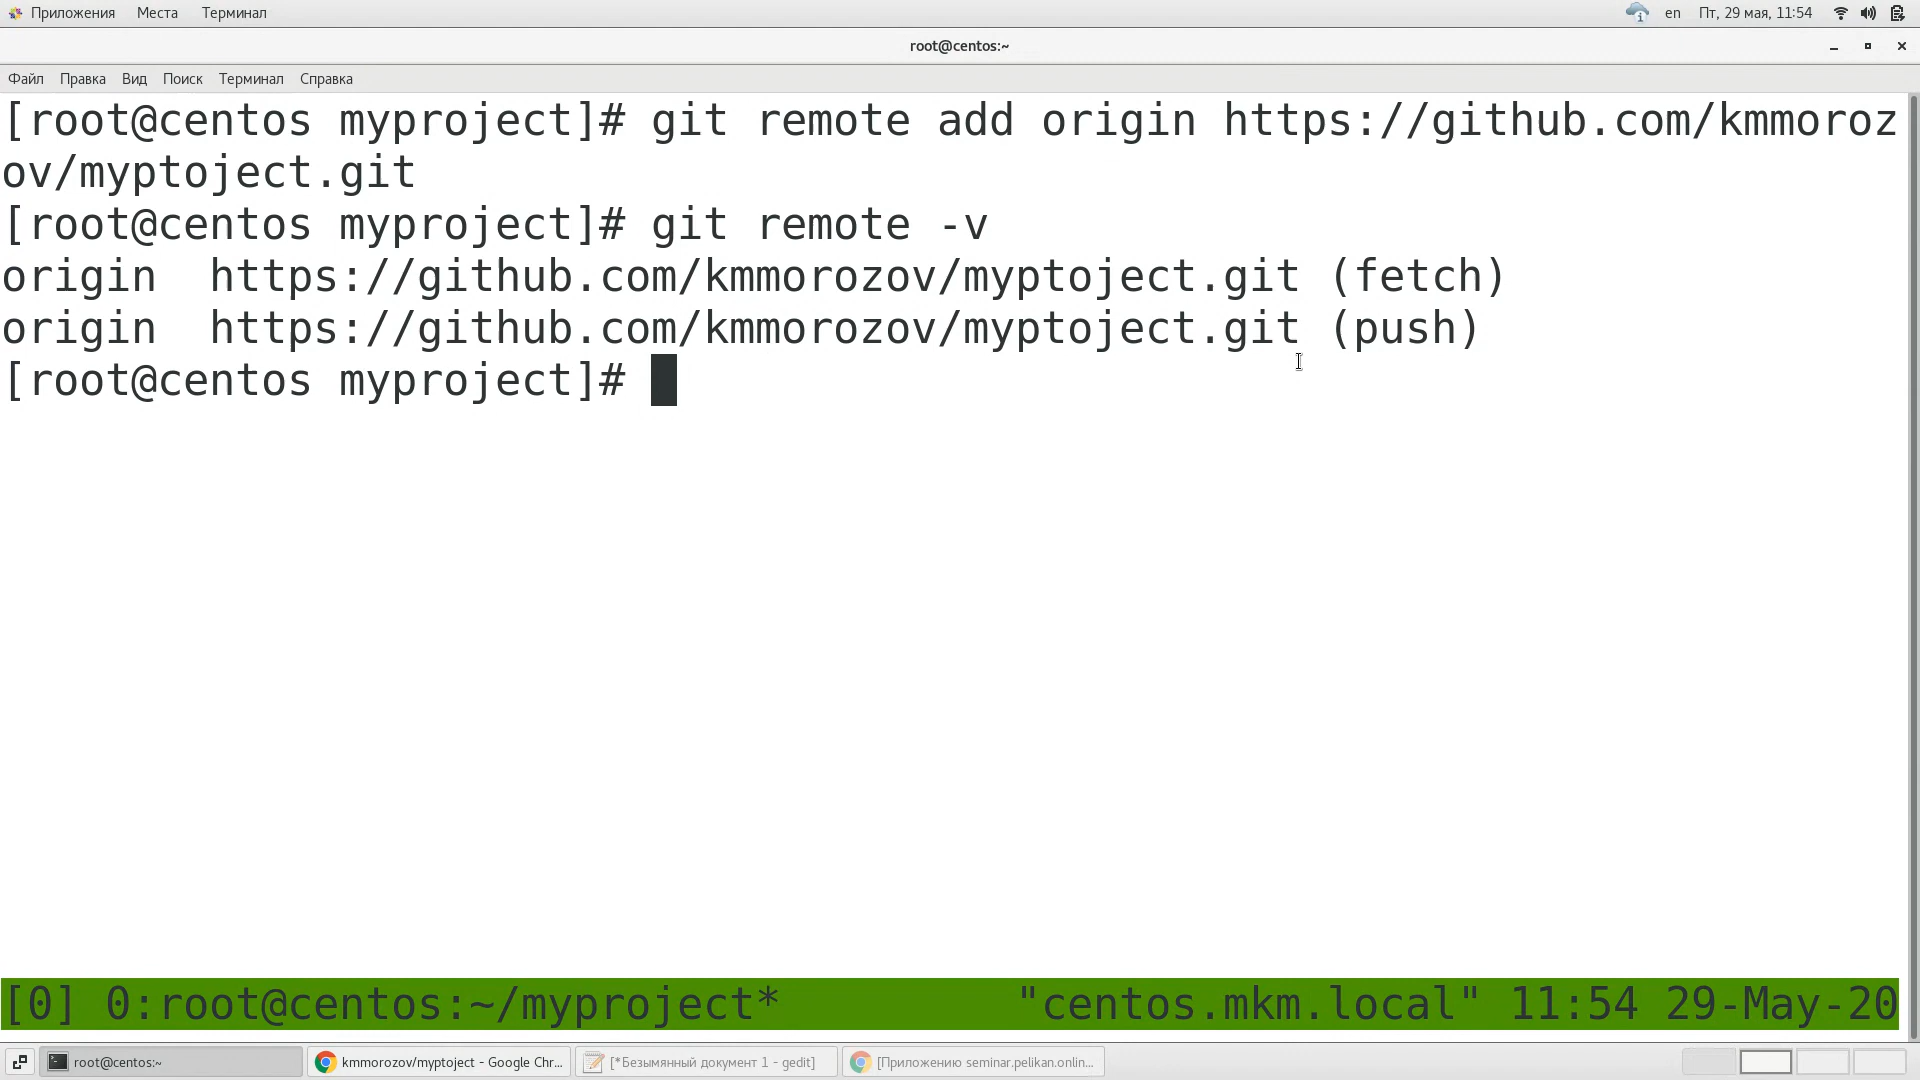 Приложения Места Терминал en Пт, 29 мая, 11:54
root@centos:~
Файл Правка Вид Поиск Терминал Справка
[root@centos myproject]# git remote add origin https://github.com/kmmoroz
ov/myptoject.git
[root@centos myproject]# git remote -v
origin  https://github.com/kmmorozov/myptoject.git (fetch)
origin  https://github.com/kmmorozov/myptoject.git (push)
[root@centos myproject]#
[0] 0:root@centos:~/myproject* "centos.mkm.local" 11:54 29-May-20
root@centos:~ kmmorozov/myptoject - Google Chr... [*Безымянный документ 1 - gedit] [Приложению seminar.pelikan.onlin...